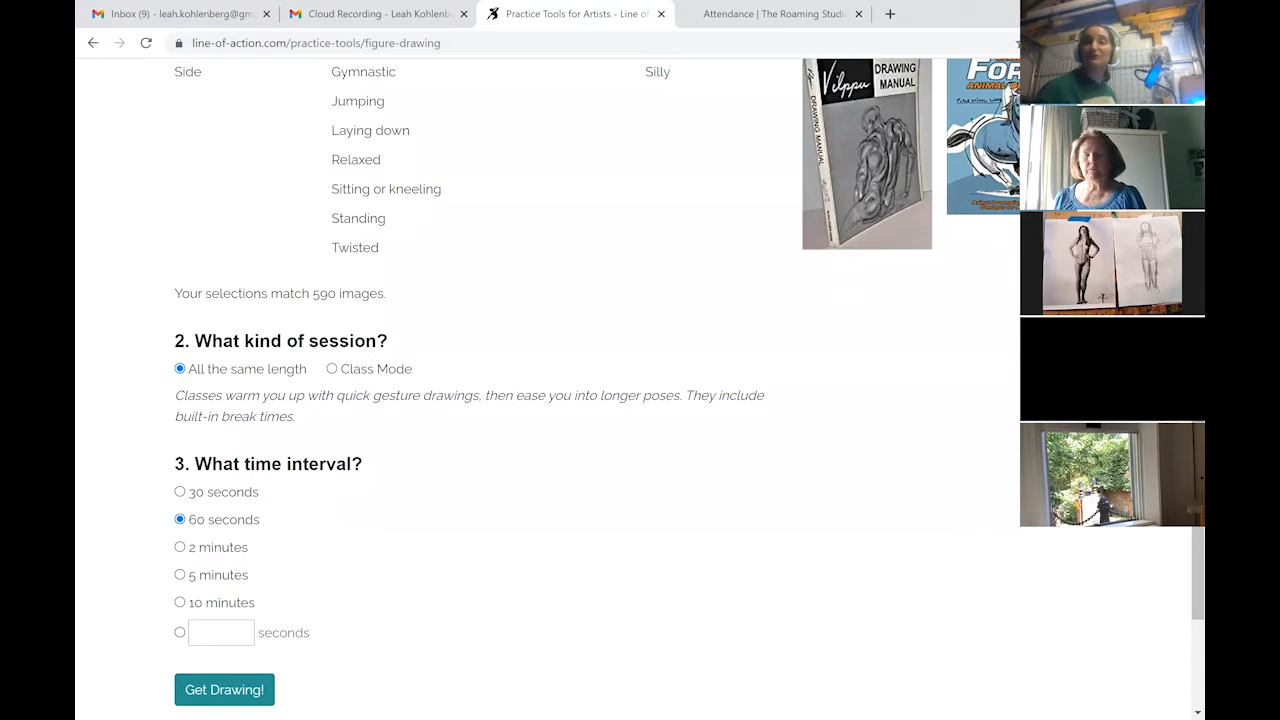 Inbox (9) - leah.kohlenberg@gm
Cloud Recording - Leah Kohlenb
Practice Tools for Artists - Line of
Attendance | The Roaming Studi
line-of-action.com/practice-tools/figure-drawing
Side
Gymnastic
Silly
Jumping
Laying down
Relaxed
Sitting or kneeling
Standing
Twisted
Vilppu
DRAWING
MANUAL
DRAWING MANUAL
FOR
Your selections match 590 images.
2. What kind of session?
All the same length
Class Mode
Classes warm you up with quick gesture drawings, then ease you into longer poses. They include
built-in break times.
3. What time interval?
30 seconds
60 seconds
2 minutes
5 minutes
10 minutes
seconds
Get Drawing!